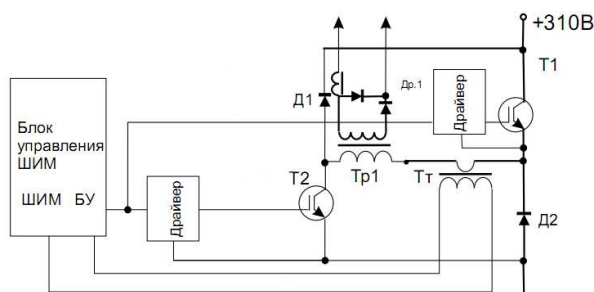 +310В
Т1
Др.1
Драйвер
Д1
Блок
управления
ШИМ
Т2
Тр1
Тт
ШИМ БУ
Драйвер
Д2